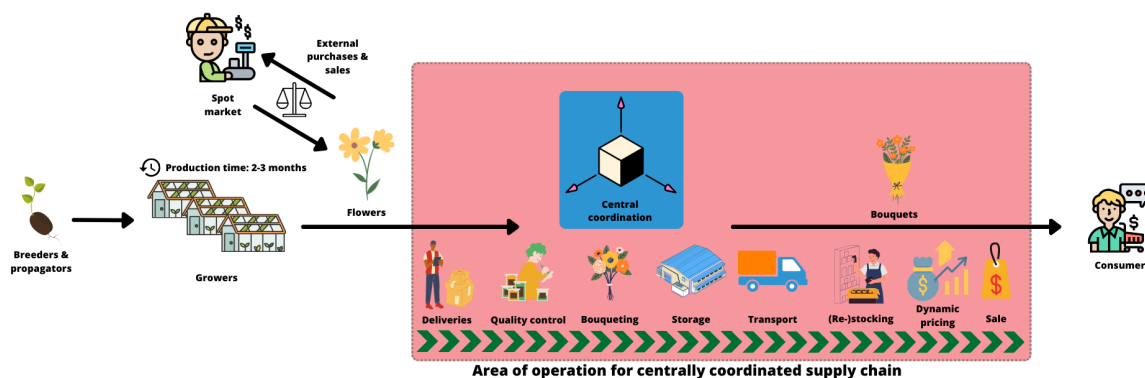 External
purchases &
sales
Spot
market
Production time: 2-3 months
Flowers
Breeders &
propagators
Growers
Central
coordination
Bouquets
Consumer
Deliveries
Quality control
Bouqueting
Storage
Transport
(Re-)stocking
Dynamic
pricing
Sale
Area of operation for centrally coordinated supply chain